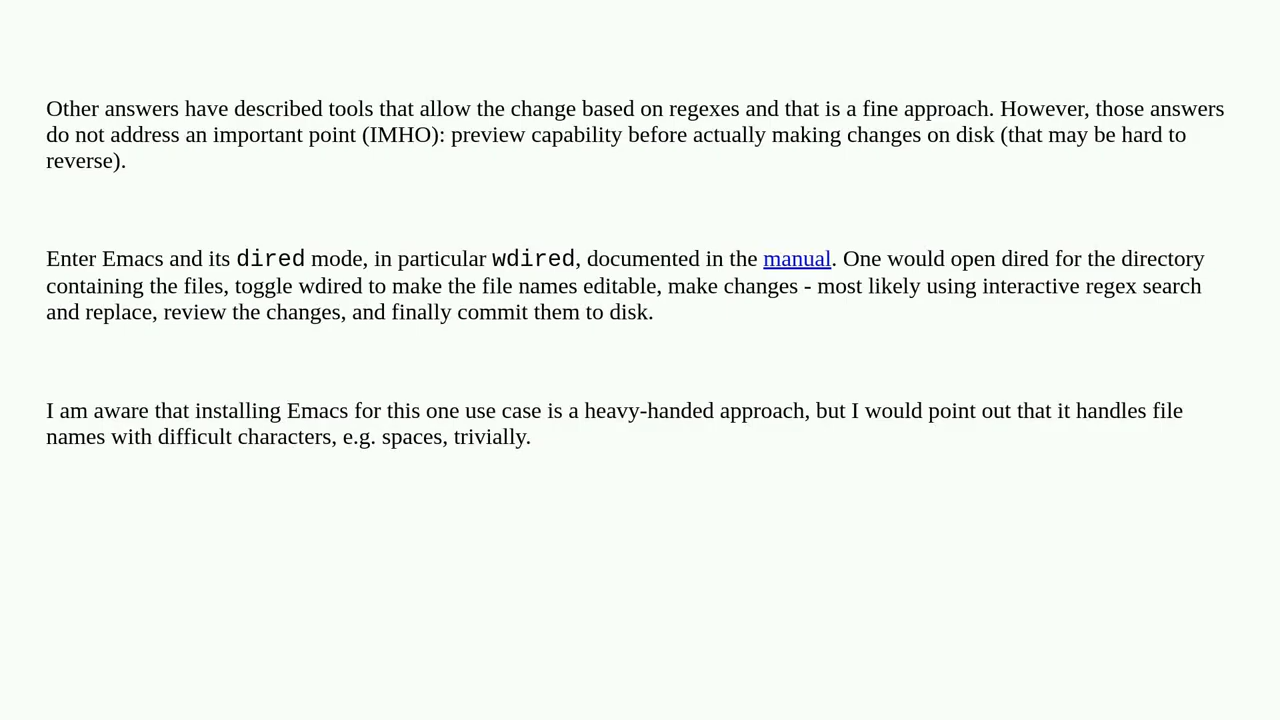 Other answers have described tools that allow the change based on regexes and that is a fine approach. However, those answers
do not address an important point (IMHO): preview capability before actually making changes on disk (that may be hard to
reverse).
Enter Emacs and its dired mode, in particular wdired, documented in the manual. One would open dired for the directory
containing the files, toggle wdired to make the file names editable, make changes - most likely using interactive regex search
and replace, review the changes, and finally commit them to disk.
I am aware that installing Emacs for this one use case is a heavy-handed approach, but I would point out that it handles file
names with difficult characters, e.g. spaces, trivially.